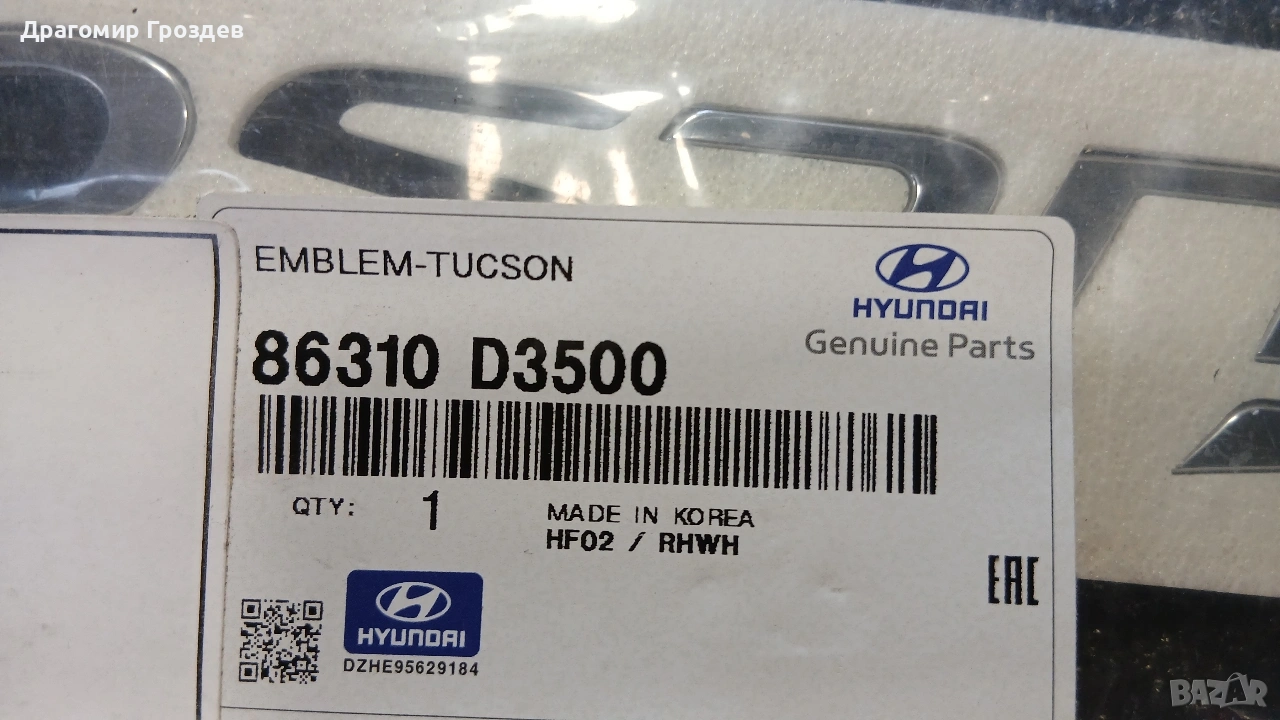 Драгомир Гроздев
EMBLEM-TUCSON
HYUNDAI
Genuine Parts
86310 D3500
QTY: 1
MADE IN KOREA
HF02 / RHWH
EAC
HYUNDAI
DZHE95629184
BAZAR